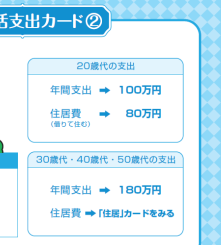 活支出カード②
20歳代の支出
年間支出 ➡ 100万円
住居費 ➡ 80万円
(借りて住む)
30歳代・40歳代・50歳代の支出
年間支出 ➡ 180万円
住居費 ➡ 「住居」カードをみる